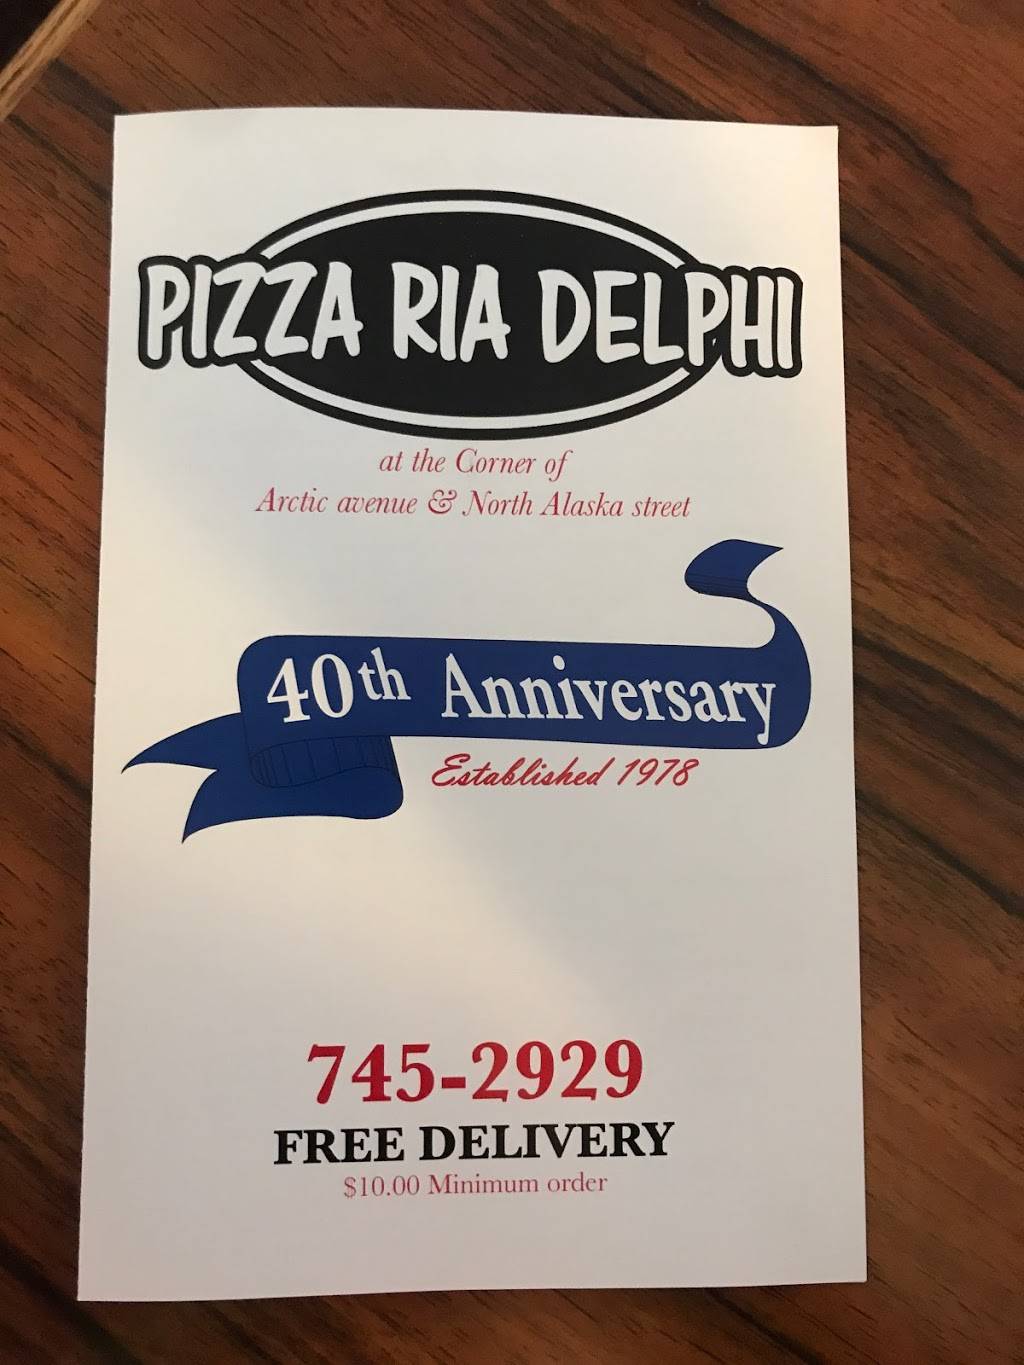 PIZZA RIA DELPHI
at the Corner of
Arctic avenue & North Alaska street
40th Anniversary
Established 1978
745-2929
FREE DELIVERY
$10.00 Minimum order